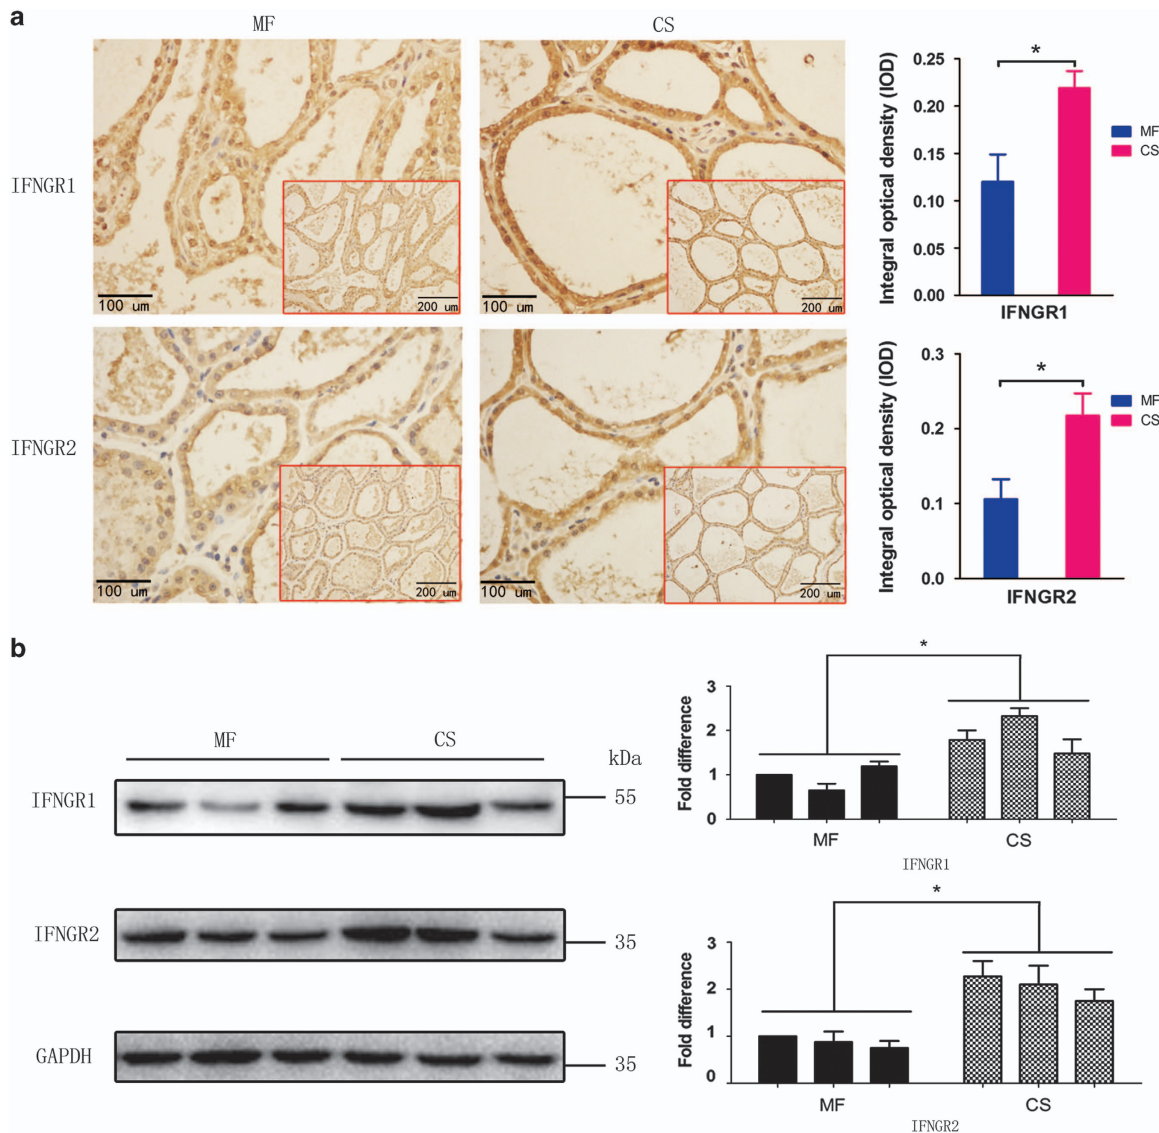 a
MF
CS
IFNGR1
100 um
200 um
100 um
200 um
Integral optical density (IOD)
0.25
0.20
0.15
0.10
0.05
0.00
*
MF
CS
IFNGR1
IFNGR2
100 um
200 um
100 um
200 um
Integral optical density (IOD)
0.3
0.2
0.1
0.0
*
MF
CS
IFNGR2
b
MF
CS
kDa
IFNGR1
55
IFNGR2
35
GAPDH
35
*
Fold difference
3
2
1
0
MF
CS
IFNGR1
*
Fold difference
3
2
1
0
MF
CS
IFNGR2